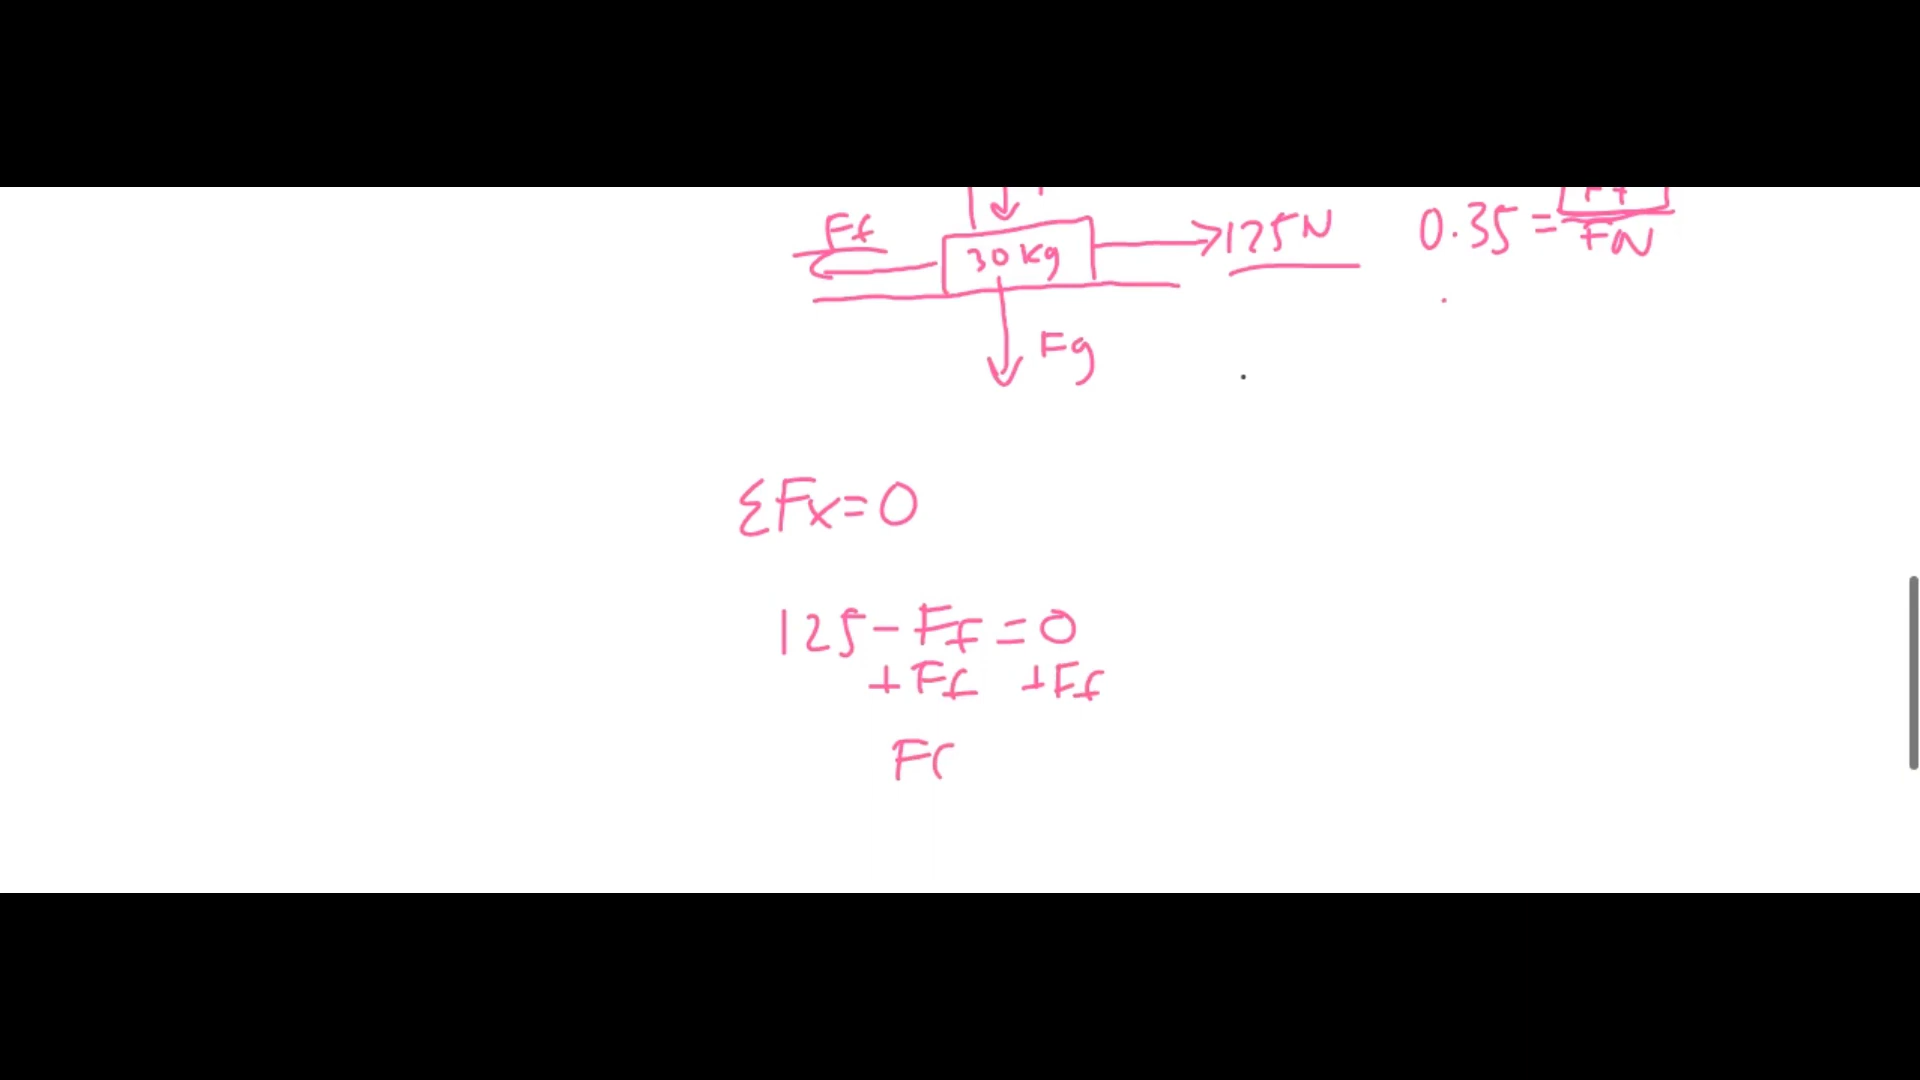 Ff
30 kg
125N
0.35 = Ff/FN
Fg
ΣFx=0
125-Ff=0
+Ff +Ff
F(